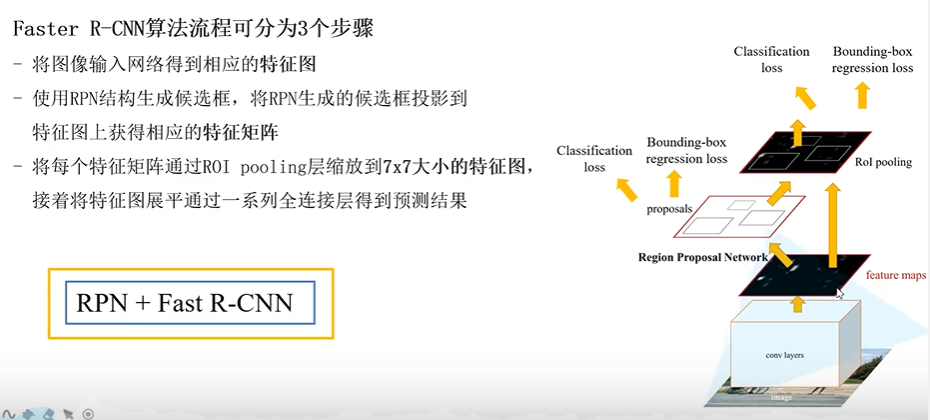 Faster R-CNN算法流程可分为3个步骤
- 将图像输入网络得到相应的特征图
- 使用RPN结构生成候选框，将RPN生成的候选框投影到
特征图上获得相应的特征矩阵
- 将每个特征矩阵通过ROI pooling层缩放到7x7大小的特征图，
接着将特征图展平通过一系列全连接层得到预测结果
RPN + Fast R-CNN
Classification
loss
Bounding-box
regression loss
RoI pooling
Classification
loss
Bounding-box
regression loss
proposals
Region Proposal Network
feature maps
conv layers
image